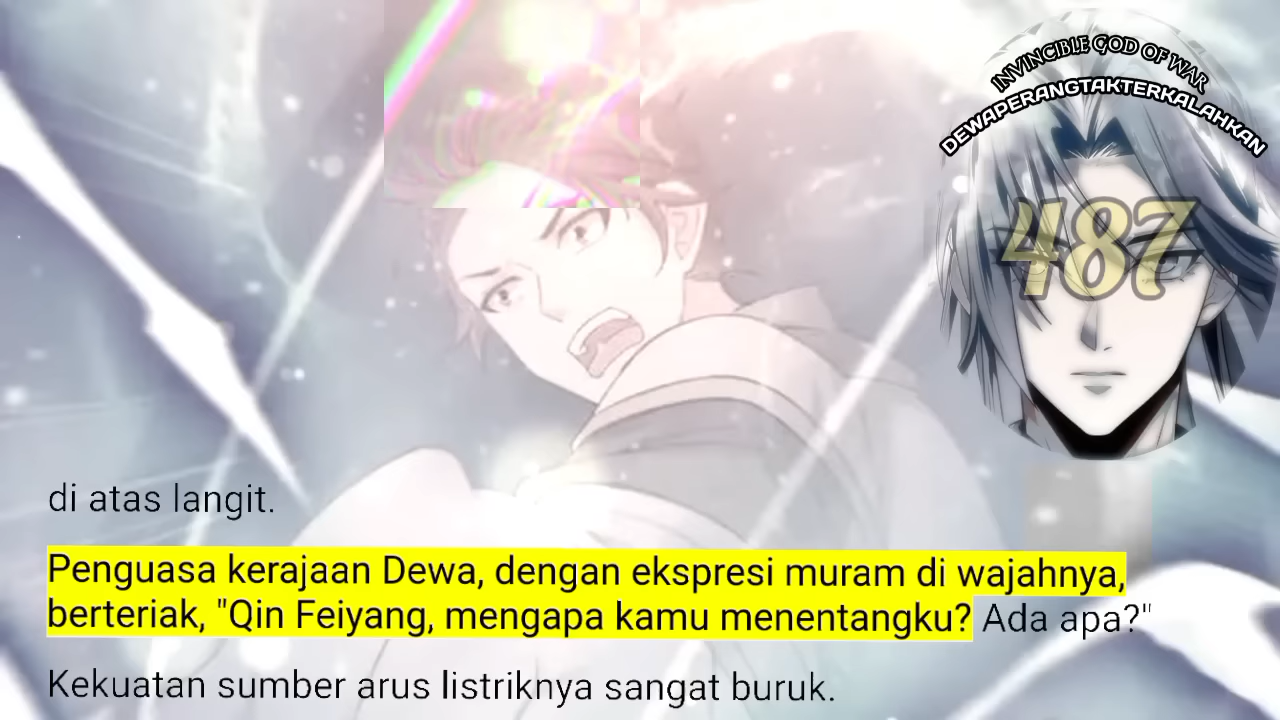 INVINCIBLE GOD OF WAR
DEWAPERANGTAKTERKALAHKAN
487
di atas langit.
Penguasa kerajaan Dewa, dengan ekspresi muram di wajahnya,
berteriak, "Qin Feiyang, mengapa kamu menentangku? Ada apa?"
Kekuatan sumber arus listriknya sangat buruk.